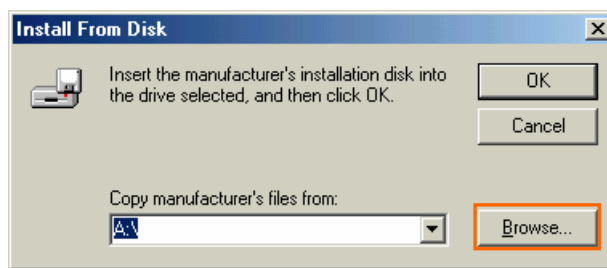 Install From Disk
Insert the manufacturer's installation disk into
the drive selected, and then click OK.
OK
Cancel
Copy manufacturer's files from:
A:\
Browse...